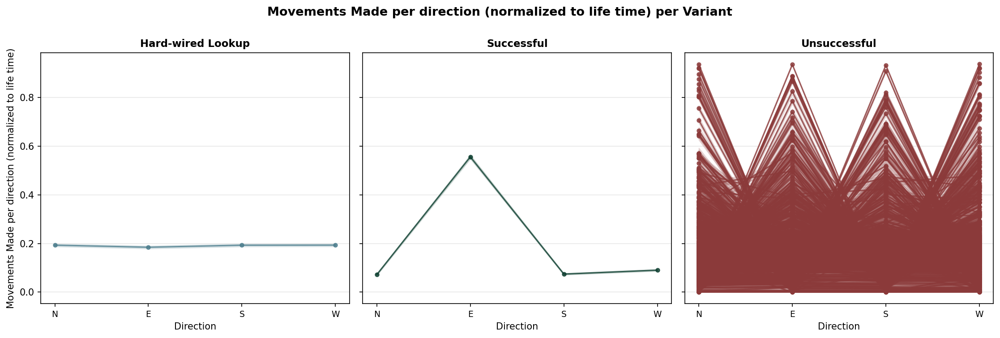 Movements Made per direction (normalized to life time) per Variant
Hard-wired Lookup
Successful
Unsuccessful
Movements Made per direction (normalized to life time)
0.8
0.6
0.4
0.2
0.0
N E S W
N E S W
N E S W
Direction
Direction
Direction